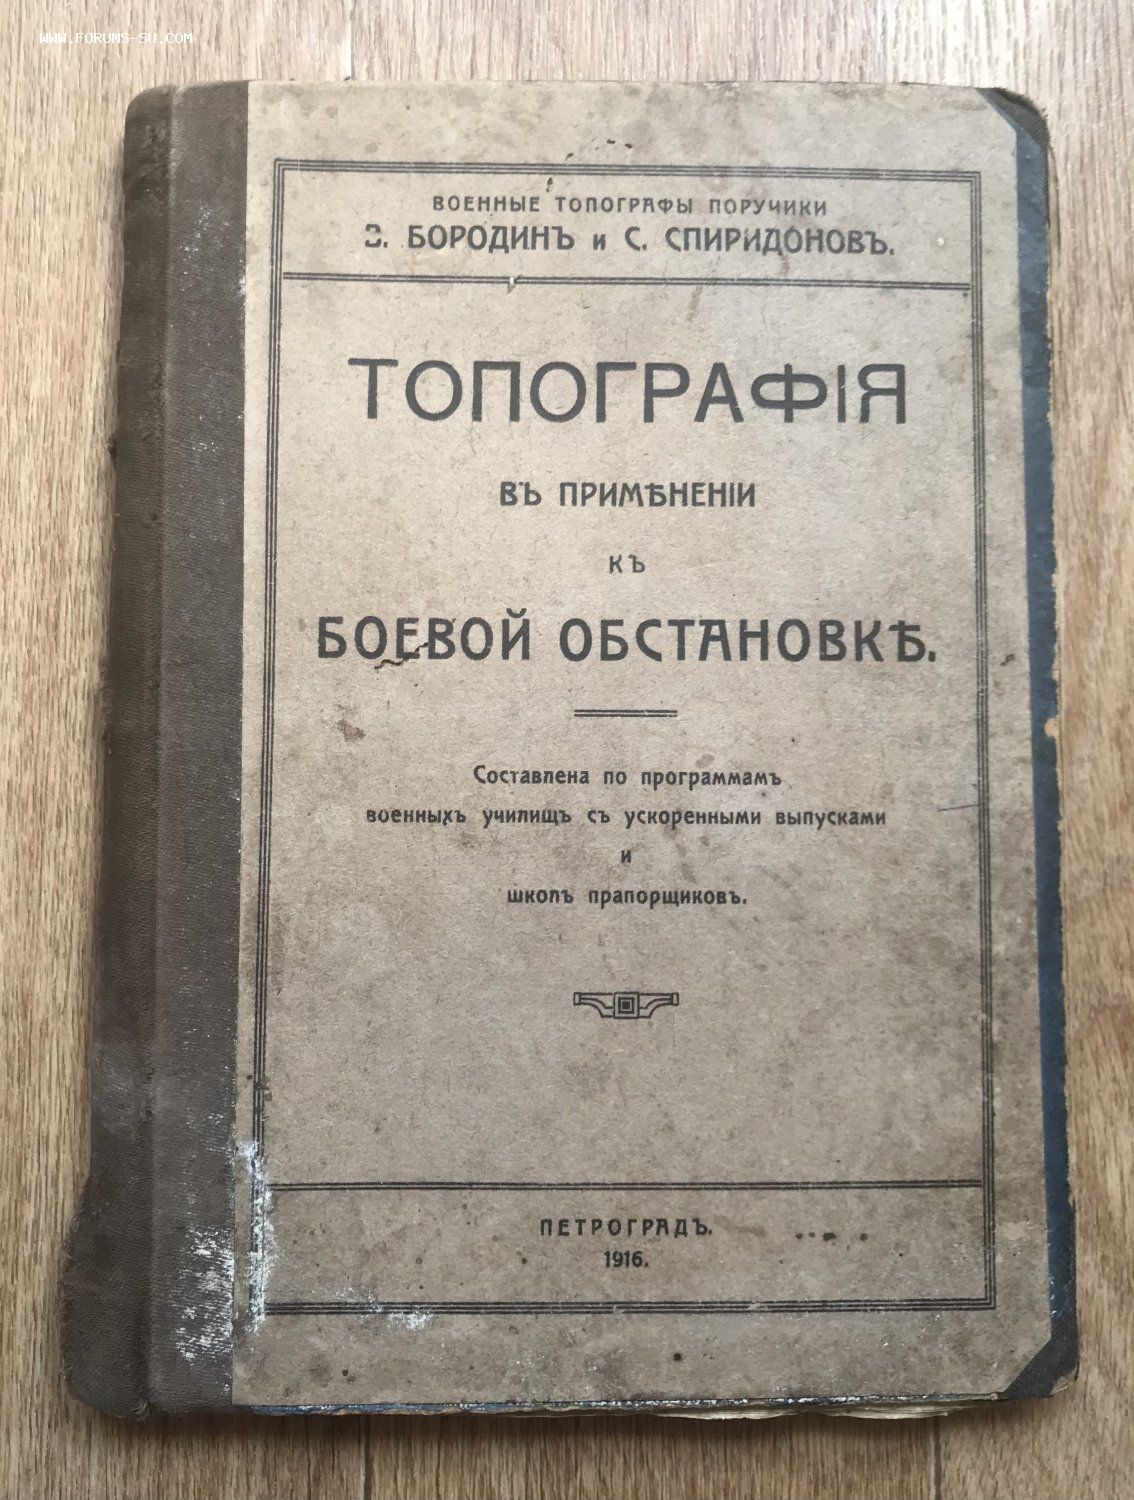 WWW.FORUMS-SU.COM
ВОЕННЫЕ ТОПОГРАФЫ ПОРУЧИКИ
БОРОДИНЪ и С. СПИРИДОНОВЪ.
ТОПОГРАФІЯ
ВЪ ПРИМѢНЕНІИ
КЪ
БОЕВОЙ ОБСТАНОВКѢ.
Составлена по программамъ
военныхъ училищъ съ ускоренными выпусками
и
школъ прапорщиковъ.
ПЕТРОГРАДЪ.
1916.